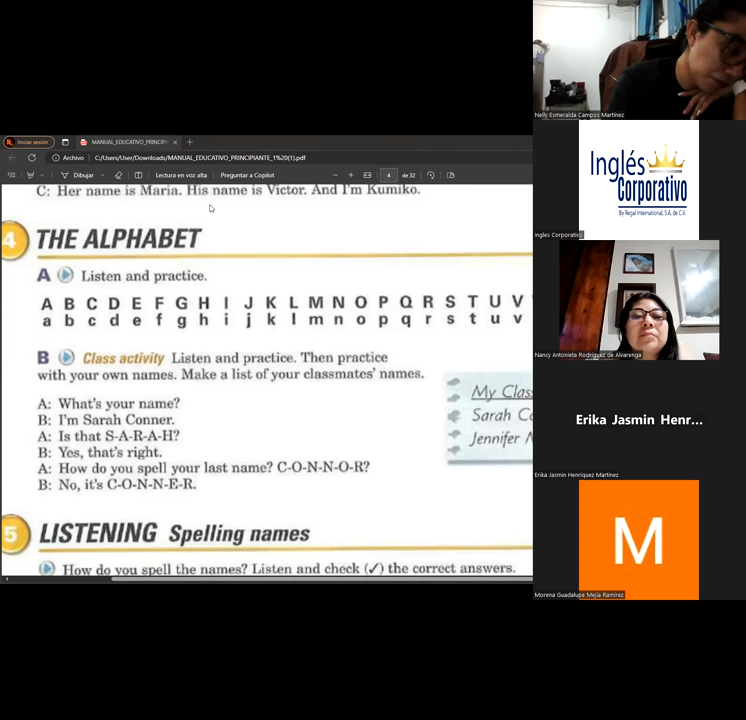 Iniciar sesión
MANUAL_EDUCATIVO_PRINCIPI
Archivo
C:/Users/User/Downloads/MANUAL_EDUCATIVO_PRINCIPIANTE_1%20(1).pdf
Dibujar
Lectura en voz alta
Preguntar a Copilot
4
de 32
C: Her name is Maria. His name is Victor. And I'm Kumiko.
4 THE ALPHABET
A Listen and practice.
A B C D E F G H I J K L M N O P Q R S T U V
a b c d e f g h i j k l m n o p q r s t u v
B Class activity Listen and practice. Then practice
with your own names. Make a list of your classmates' names.
A: What's your name?
B: I'm Sarah Conner.
A: Is that S-A-R-A-H?
B: Yes, that's right.
A: How do you spell your last name? C-O-N-N-O-R?
B: No, it's C-O-N-N-E-R.
My Clas
Sarah Co
Jennifer N
5 LISTENING Spelling names
How do you spell the names? Listen and check (✓) the correct answers.
Nelly Esmeralda Campos Martinez
Inglés
Corporativo
By Regal International, S.A. de C.V.
Ingles Corporativo
Nancy Antonieta Rodriguez de Alvarenga
Erika Jasmin Henr...
Erika Jasmin Henriquez Martinez
M
Morena Guadalupe Mejia Ramirez